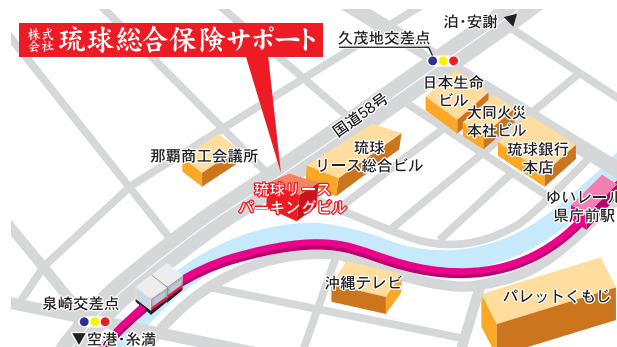 株式会社 琉球総合保険サポート
泊・安謝▲
久茂地交差点
日本生命
ビル
大同火災
本社ビル
琉球銀行
本店
国道58号
那覇商工会議所
琉球
リース総合ビル
琉球リース
パーキングビル
ゆいレール
県庁前駅
沖縄テレビ
パレットくもじ
泉崎交差点
▼空港・糸満